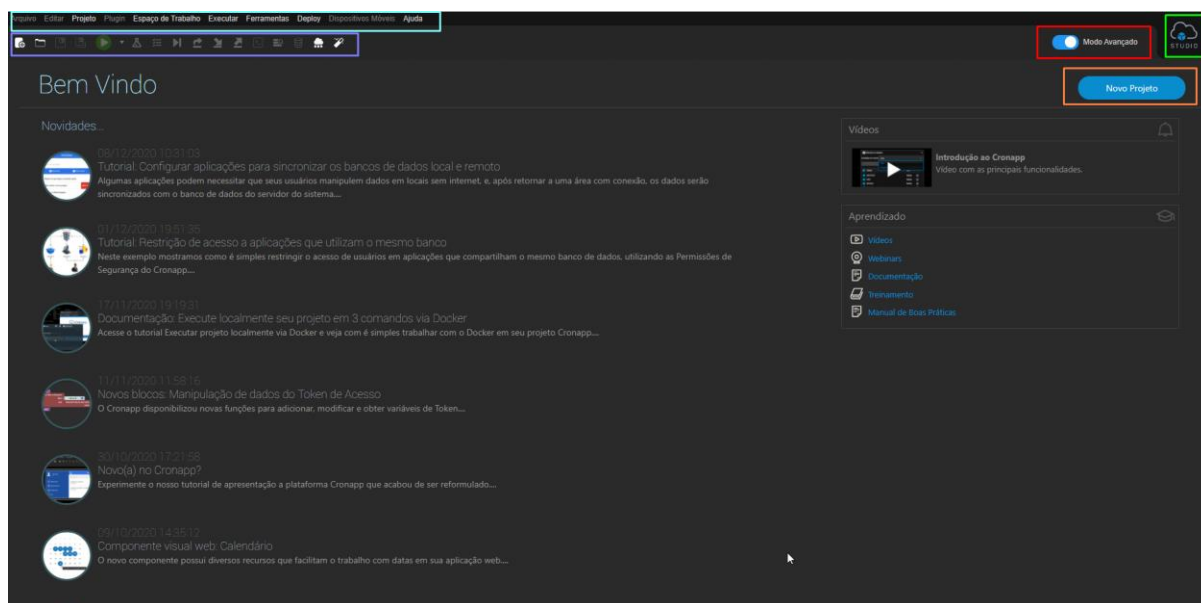 Arquivo Editar Projeto Plugin Espaço de Trabalho Executar Ferramentas Deploy Dispositivos Móveis Ajuda
Modo Avançado
STUDIO
Bem Vindo
Novo Projeto
Novidades...
08/12/2020 10:31:03
Tutorial: Configurar aplicações para sincronizar os bancos de dados local e remoto
Algumas aplicações podem necessitar que seus usuários manipulem dados em locais sem internet, e, após retornar a uma área com conexão, os dados serão
sincronizados com o banco de dados do servidor do sistema....
01/12/2020 19:51:35
Tutorial: Restrição de acesso a aplicações que utilizam o mesmo banco
Neste exemplo mostramos como é simples restringir o acesso de usuários em aplicações que compartilham o mesmo banco de dados, utilizando as Permissões de
Segurança do Cronapp....
17/11/2020 19:19:31
Documentação: Execute localmente seu projeto em 3 comandos via Docker
Acesse o tutorial Executar projeto localmente via Docker e veja com é simples trabalhar com o Docker em seu projeto Cronapp....
11/11/2020 11:58:16
Novos blocos: Manipulação de dados do Token de Acesso
O Cronapp disponibilizou novas funções para adicionar, modificar e obter variáveis de Token....
30/10/2020 17:21:58
Novo(a) no Cronapp?
Experimente o nosso tutorial de apresentação a plataforma Cronapp que acabou de ser reformulado....
09/10/2020 14:35:12
Componente visual web: Calendário
O novo componente possui diversos recursos que facilitam o trabalho com datas em sua aplicação web....
Vídeos
Introdução ao Cronapp
Vídeo com as principais funcionalidades.
Aprendizado
Vídeos
Webinars
Documentação
Treinamento
Manual de Boas Práticas